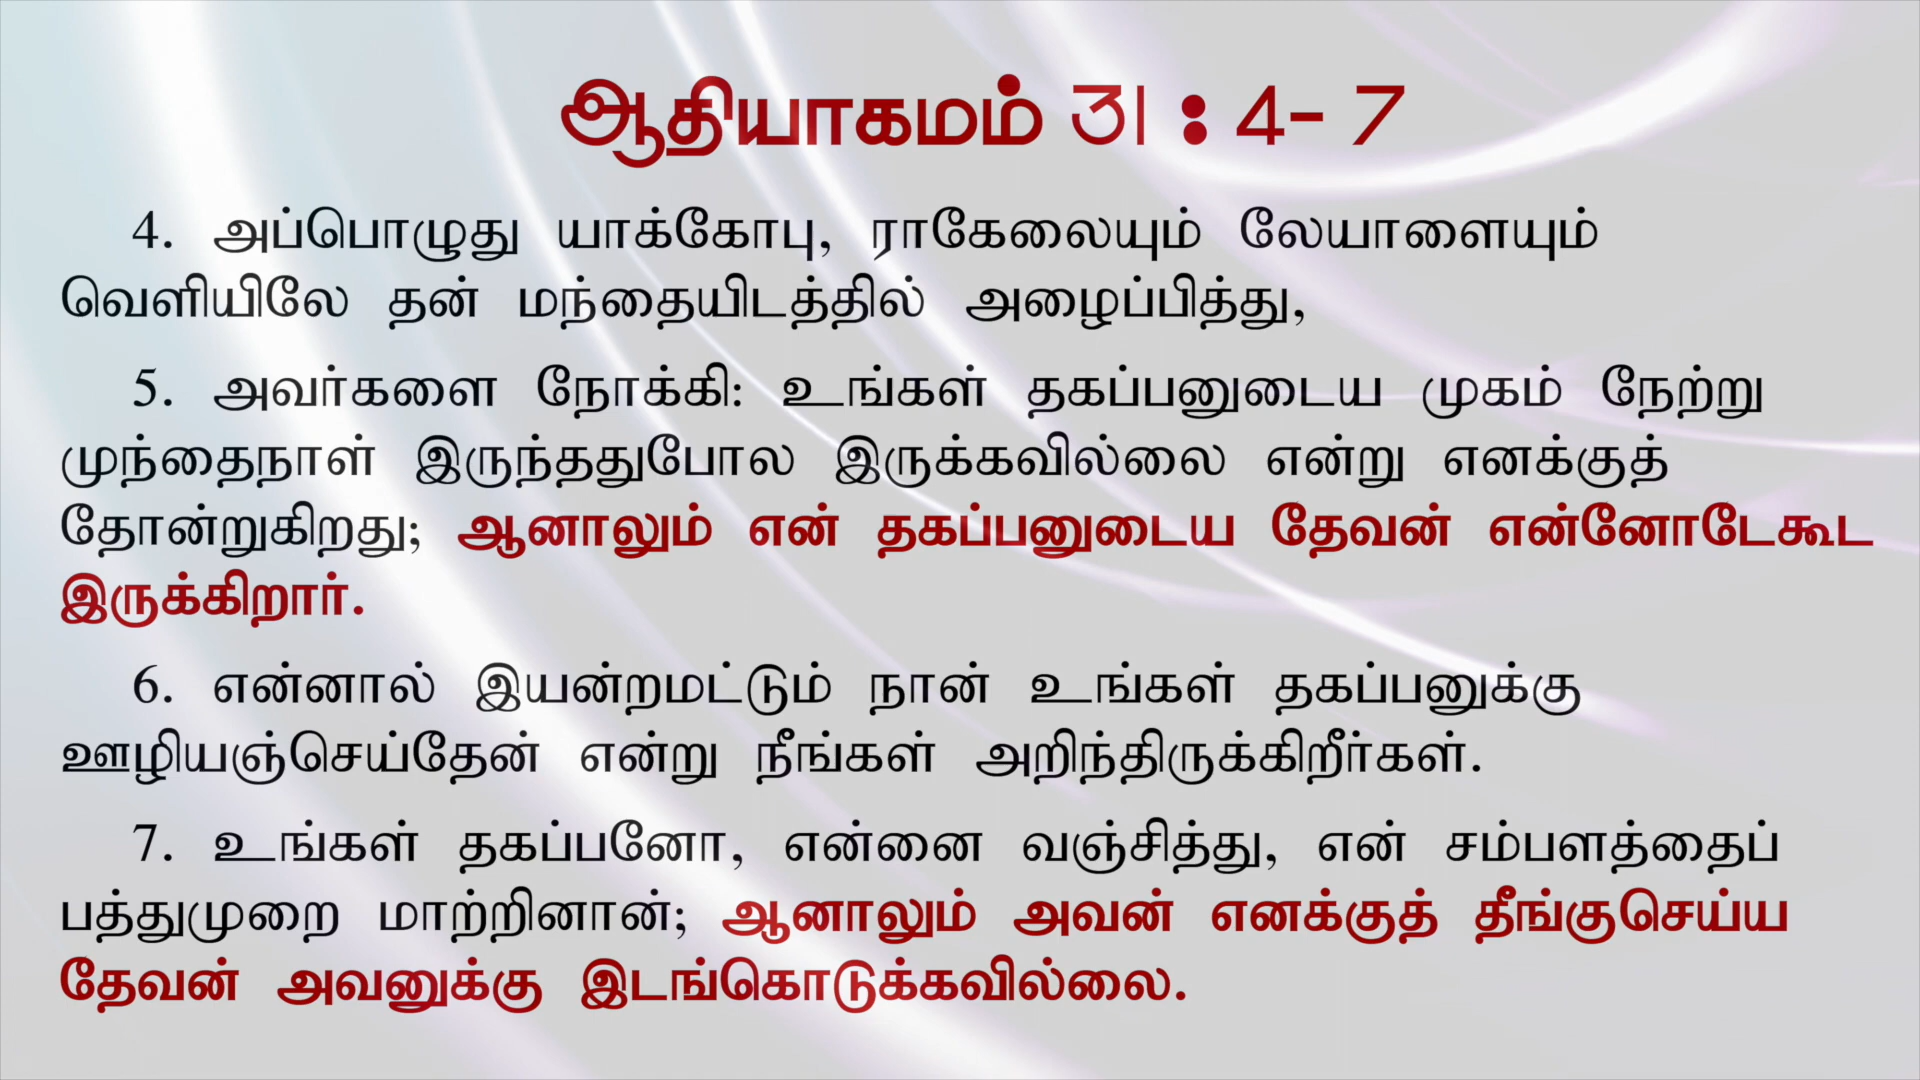 ஆதியாகமம் 31 : 4- 7
4. அப்பொழுது யாக்கோபு, ராகேலையும் லேயாளையும்
வெளியிலே தன் மந்தையிடத்தில் அழைப்பித்து,
5. அவர்களை நோக்கி: உங்கள் தகப்பனுடைய முகம் நேற்று
முந்தைநாள் இருந்ததுபோல இருக்கவில்லை என்று எனக்குத்
தோன்றுகிறது; ஆனாலும் என் தகப்பனுடைய தேவன் என்னோடேகூட
இருக்கிறார்.
6. என்னால் இயன்றமட்டும் நான் உங்கள் தகப்பனுக்கு
ஊழியஞ்செய்தேன் என்று நீங்கள் அறிந்திருக்கிறீர்கள்.
7. உங்கள் தகப்பனோ, என்னை வஞ்சித்து, என் சம்பளத்தைப்
பத்துமுறை மாற்றினான்; ஆனாலும் அவன் எனக்குத் தீங்குசெய்ய
தேவன் அவனுக்கு இடங்கொடுக்கவில்லை.